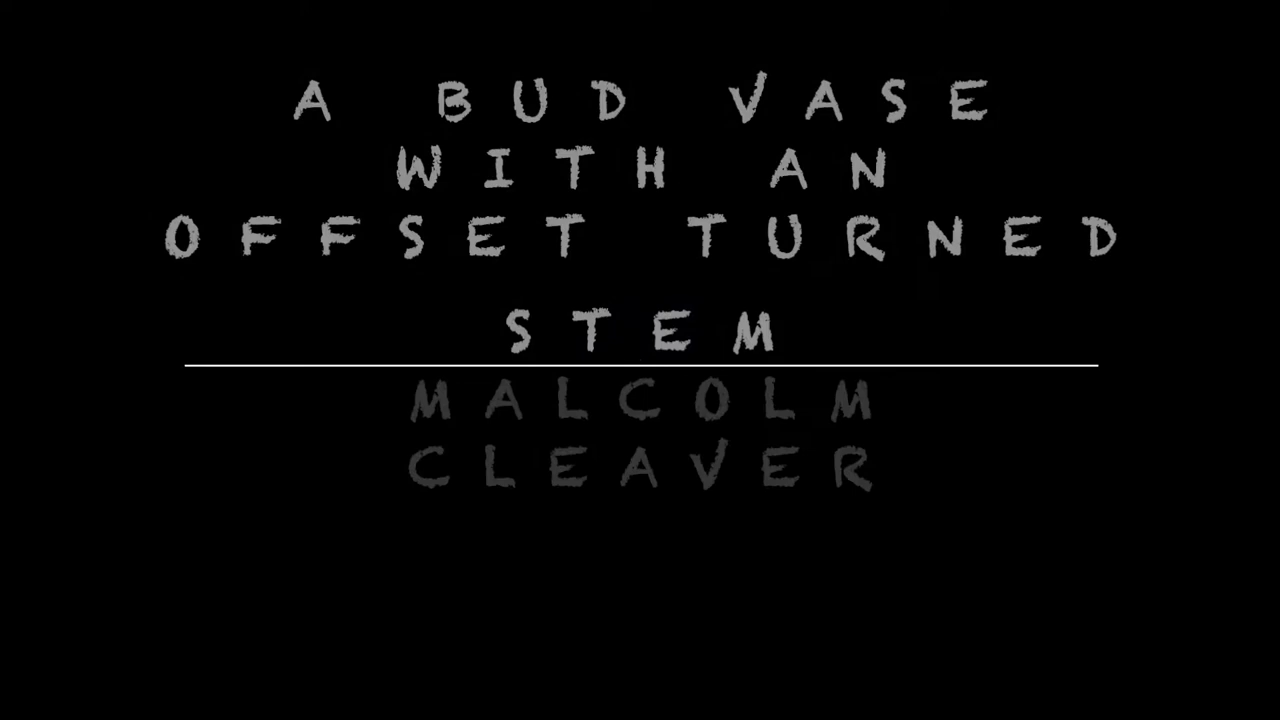 A BUD VASE
WITH AN
OFFSET TURNED
STEM
MALCOLM
CLEAVER